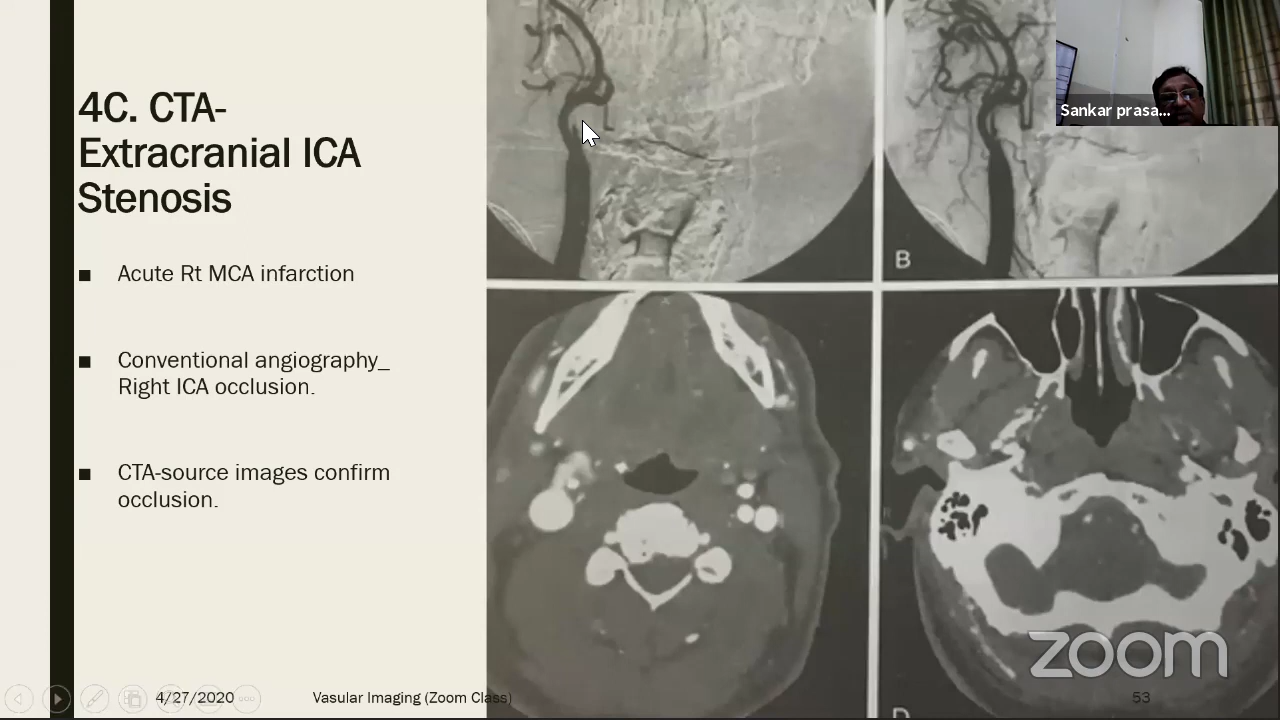 4C. CTA-
Extracranial ICA
Stenosis
■ Acute Rt MCA infarction
■ Conventional angiography_
Right ICA occlusion.
■ CTA-source images confirm
occlusion.
B
D
Sankar prasa...
zoom
4/27/2020
Vasular Imaging (Zoom Class)
53